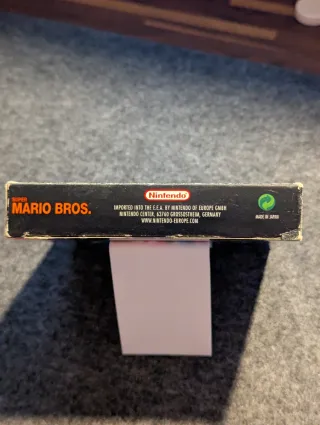 SUPER
MARIO BROS.
Nintendo
IMPORTED INTO THE E.E.A. BY NINTENDO OF EUROPE GMBH
NINTENDO CENTER, 63760 GROSSOSTHEIM, GERMANY
WWW.NINTENDO-EUROPE.COM
MADE IN JAPAN